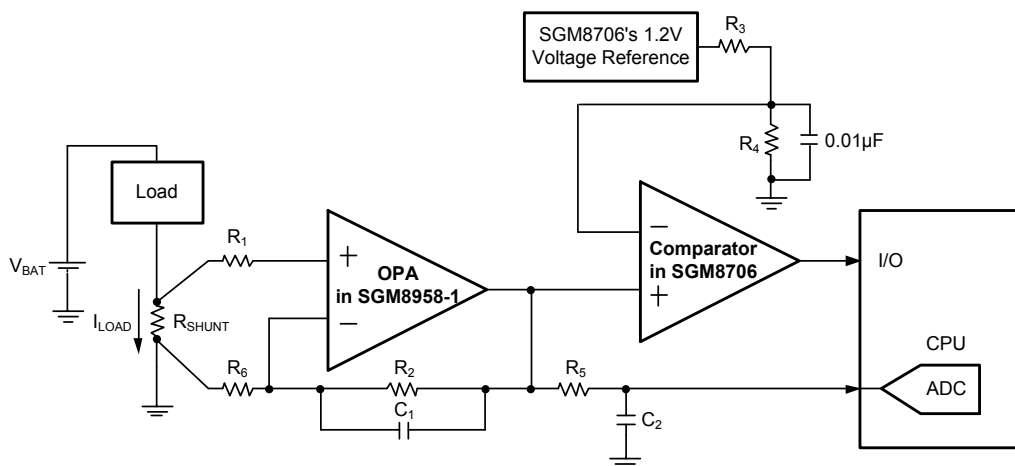 SGM8706's 1.2V
Voltage Reference
R3
R4
0.01µF
Load
VBAT
R1
ILOAD
RSHUNT
+
OPA
in SGM8958-1
−
−
Comparator
in SGM8706
+
I/O
CPU
ADC
R6
R2
C1
R5
C2